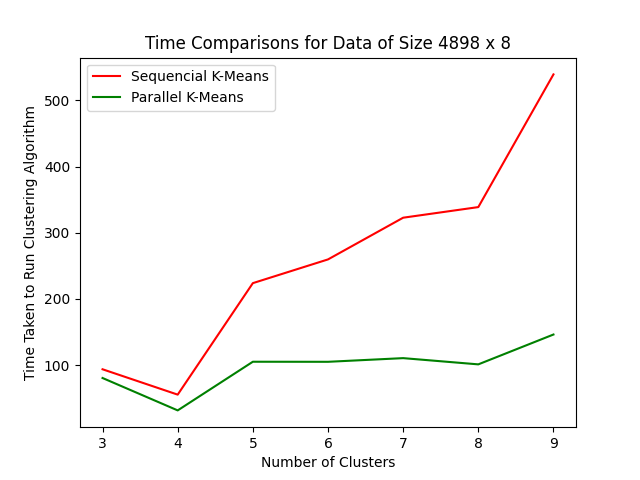 Time Comparisons for Data of Size 4898 x 8
Sequencial K-Means
Parallel K-Means
Time Taken to Run Clustering Algorithm
500
400
300
200
100
3 4 5 6 7 8 9
Number of Clusters